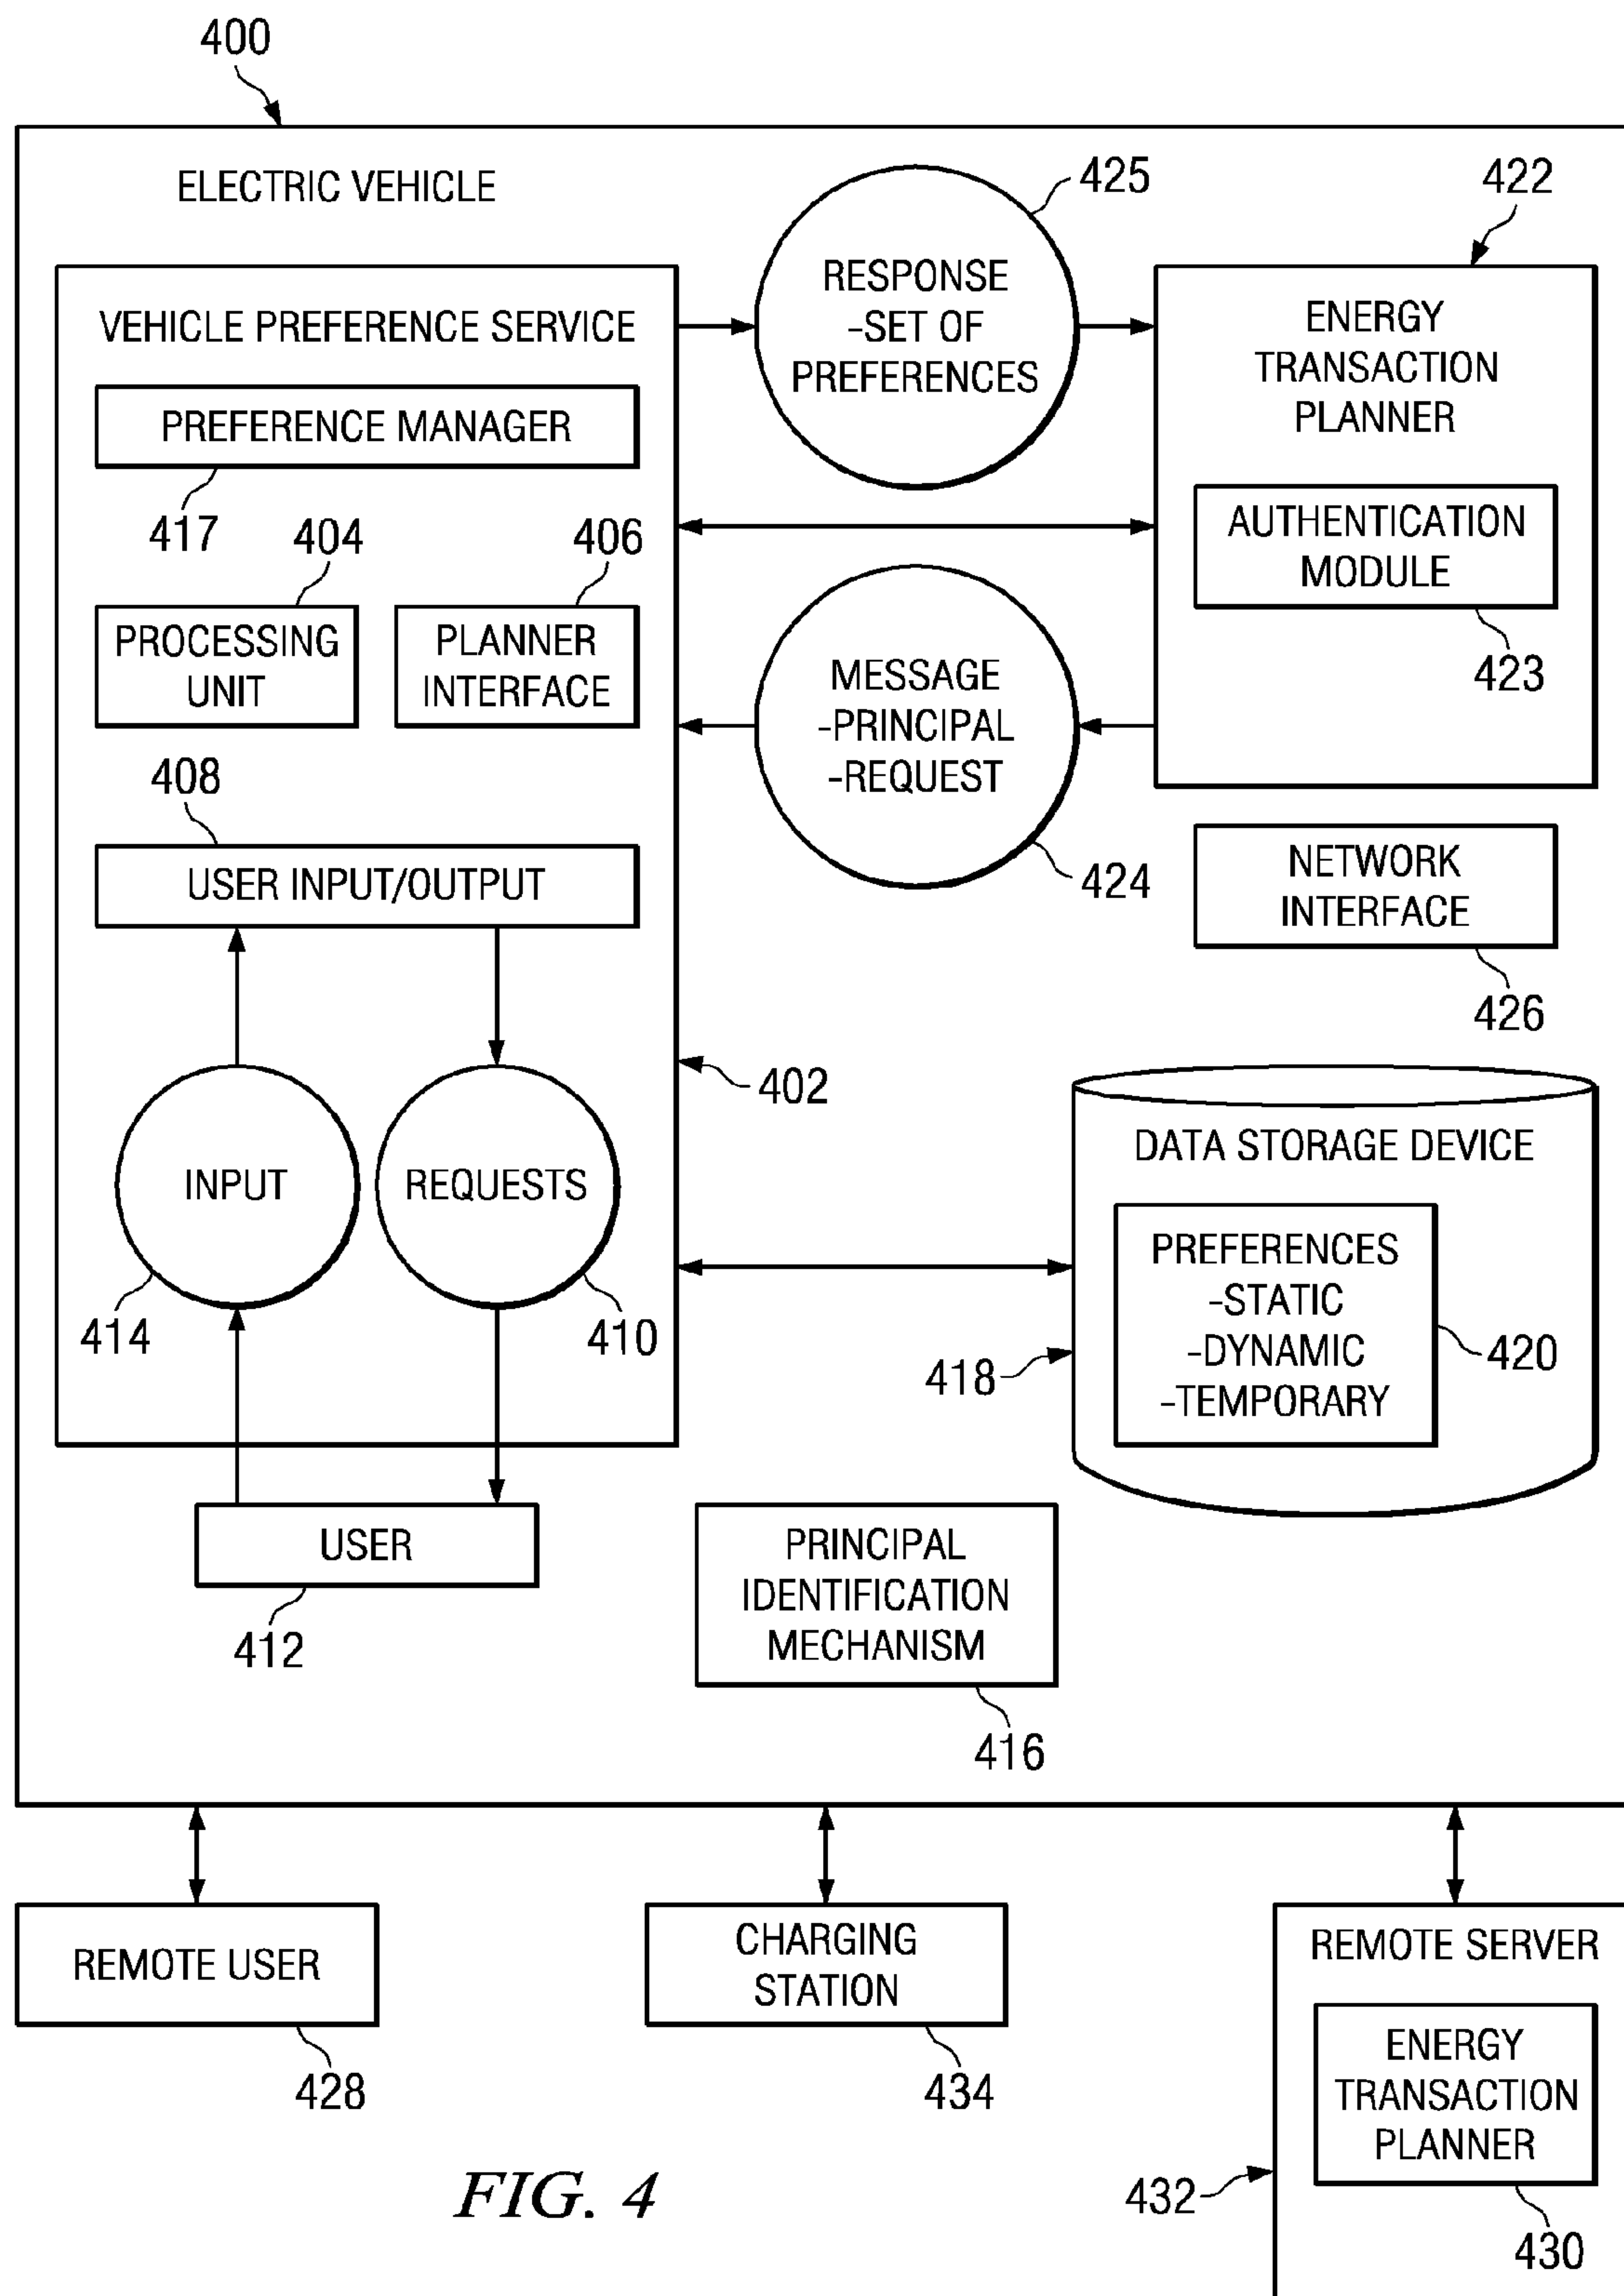 400
ELECTRIC VEHICLE
425
422
VEHICLE PREFERENCE SERVICE
PREFERENCE MANAGER
417
404
406
PROCESSING
UNIT
PLANNER
INTERFACE
408
USER INPUT/OUTPUT
INPUT
REQUESTS
414
410
402
RESPONSE
-SET OF
PREFERENCES
MESSAGE
-PRINCIPAL
-REQUEST
424
ENERGY
TRANSACTION
PLANNER
AUTHENTICATION
MODULE
423
NETWORK
INTERFACE
426
DATA STORAGE DEVICE
PREFERENCES
-STATIC
-DYNAMIC
-TEMPORARY
418
420
USER
412
PRINCIPAL
IDENTIFICATION
MECHANISM
416
REMOTE USER
428
CHARGING
STATION
434
REMOTE SERVER
ENERGY
TRANSACTION
PLANNER
432
430
FIG. 4